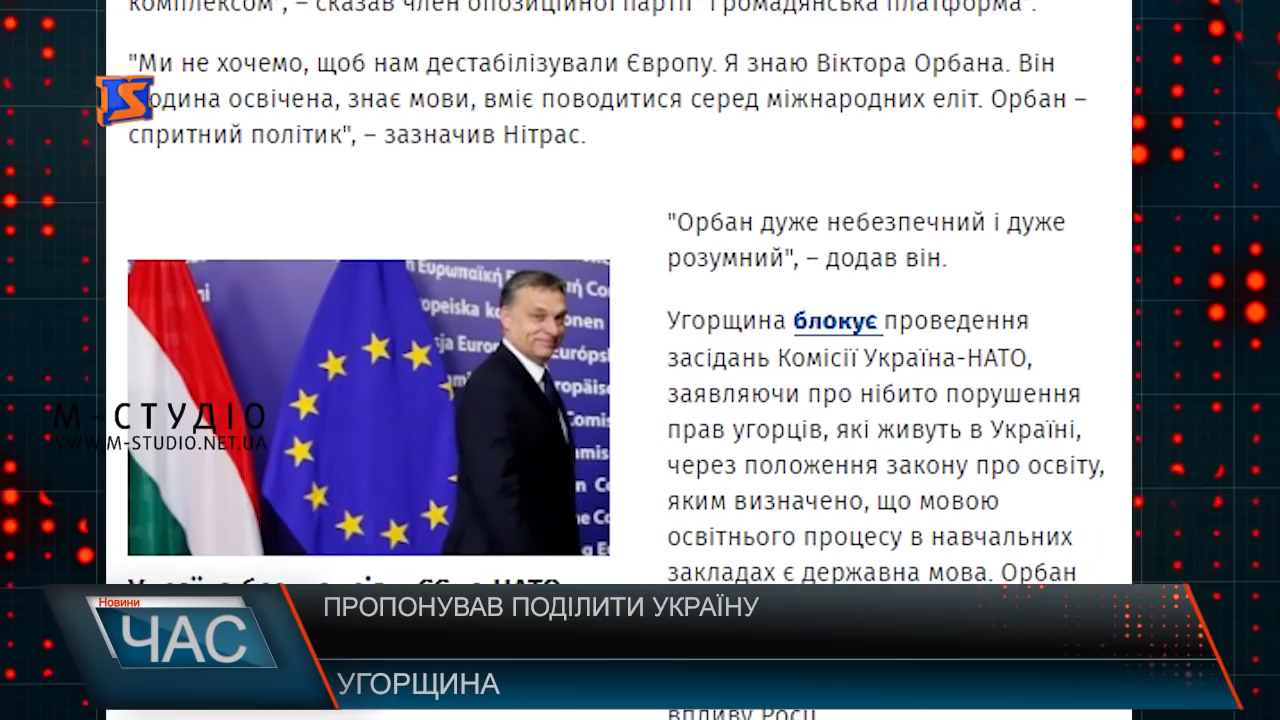 комплексом", – сказав член опозиційної партії "Громадянська платформа".
"Ми не хочемо, щоб нам дестабілізували Європу. Я знаю Віктора Орбана. Він
людина освічена, знає мови, вміє поводитися серед міжнародних еліт. Орбан –
спритний політик", – зазначив Нітрас.
"Орбан дуже небезпечний і дуже
розумний", – додав він.
Угорщина блокує проведення
засідань Комісії Україна-НАТО,
заявляючи про нібито порушення
прав угорців, які живуть в Україні,
через положення закону про освіту,
яким визначено, що мовою
освітнього процесу в навчальних
закладах є державна мова. Орбан
М-СТУДІО
WWW.M-STUDIO.NET.UA
Новини
ЧАС
ПРОПОНУВАВ ПОДІЛИТИ УКРАЇНУ
УГОРЩИНА
впливу Росії